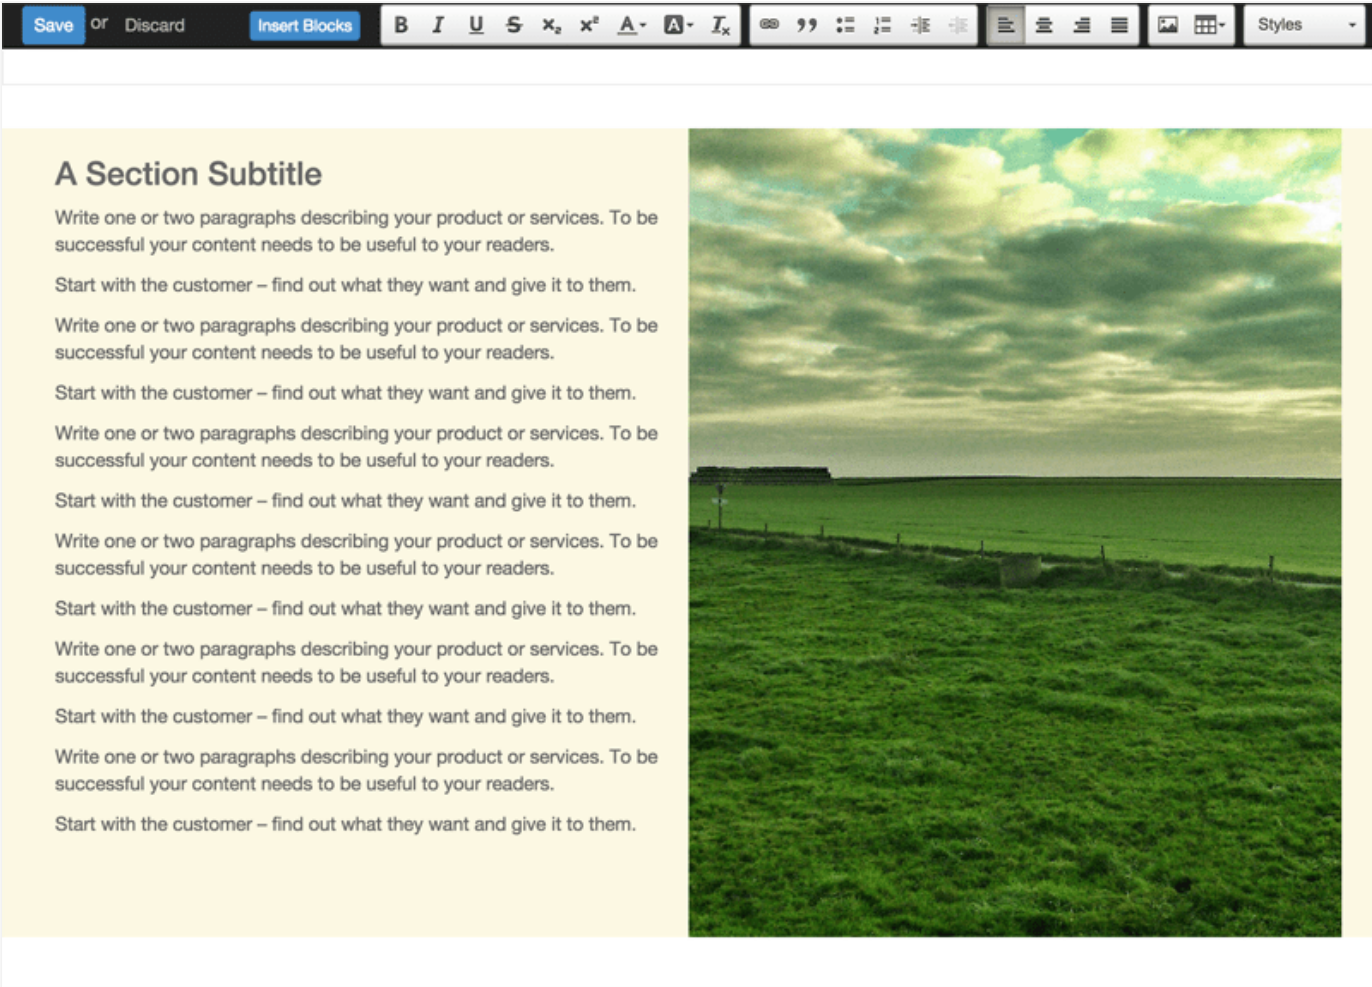 Save or Discard Insert Blocks B I U S x₂ x² A A Tx Styles
A Section Subtitle
Write one or two paragraphs describing your product or services. To be
successful your content needs to be useful to your readers.
Start with the customer – find out what they want and give it to them.
Write one or two paragraphs describing your product or services. To be
successful your content needs to be useful to your readers.
Start with the customer – find out what they want and give it to them.
Write one or two paragraphs describing your product or services. To be
successful your content needs to be useful to your readers.
Start with the customer – find out what they want and give it to them.
Write one or two paragraphs describing your product or services. To be
successful your content needs to be useful to your readers.
Start with the customer – find out what they want and give it to them.
Write one or two paragraphs describing your product or services. To be
successful your content needs to be useful to your readers.
Start with the customer – find out what they want and give it to them.
Write one or two paragraphs describing your product or services. To be
successful your content needs to be useful to your readers.
Start with the customer – find out what they want and give it to them.